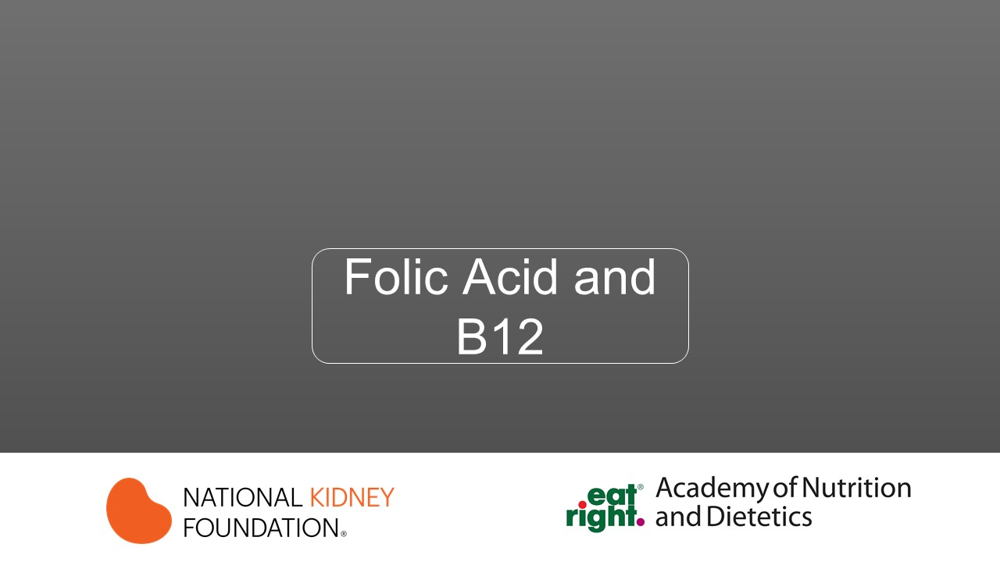 Folic Acid and
B12
NATIONAL KIDNEY
FOUNDATION®
eat®
right.
Academy of Nutrition
and Dietetics